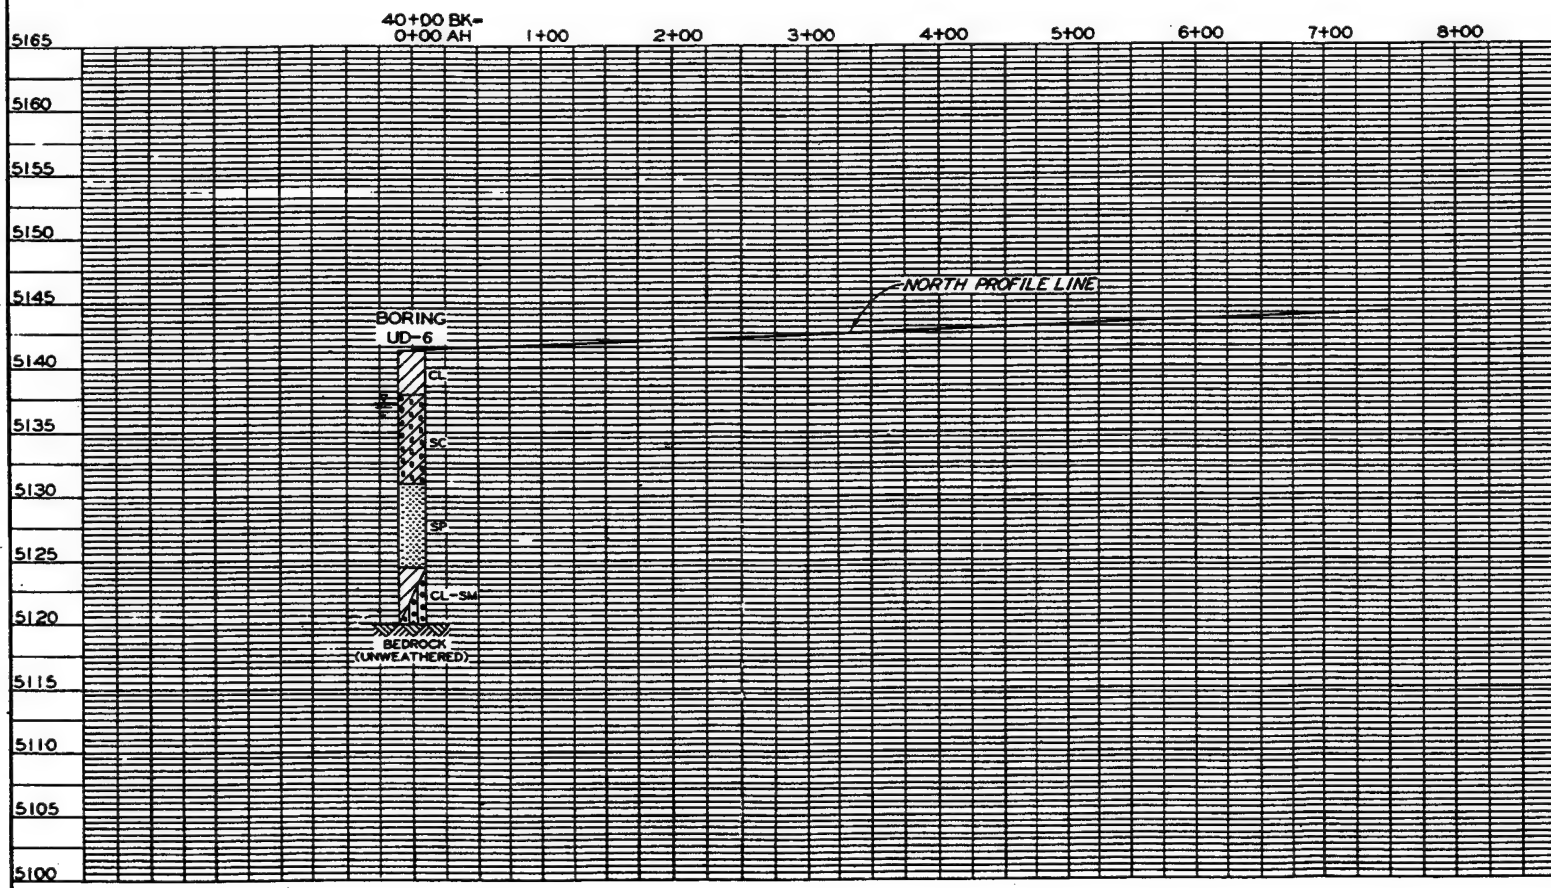 40+00 BK=
0+00 AH 1+00 2+00 3+00 4+00 5+00 6+00 7+00 8+00
5165
5160
5155
5150
5145
NORTH PROFILE LINE
BORING
UD-6
5140
CL
5135
SC
5130
SP
5125
CL-SM
5120
BEDROCK
(UNWEATHERED)
5115
5110
5105
5100